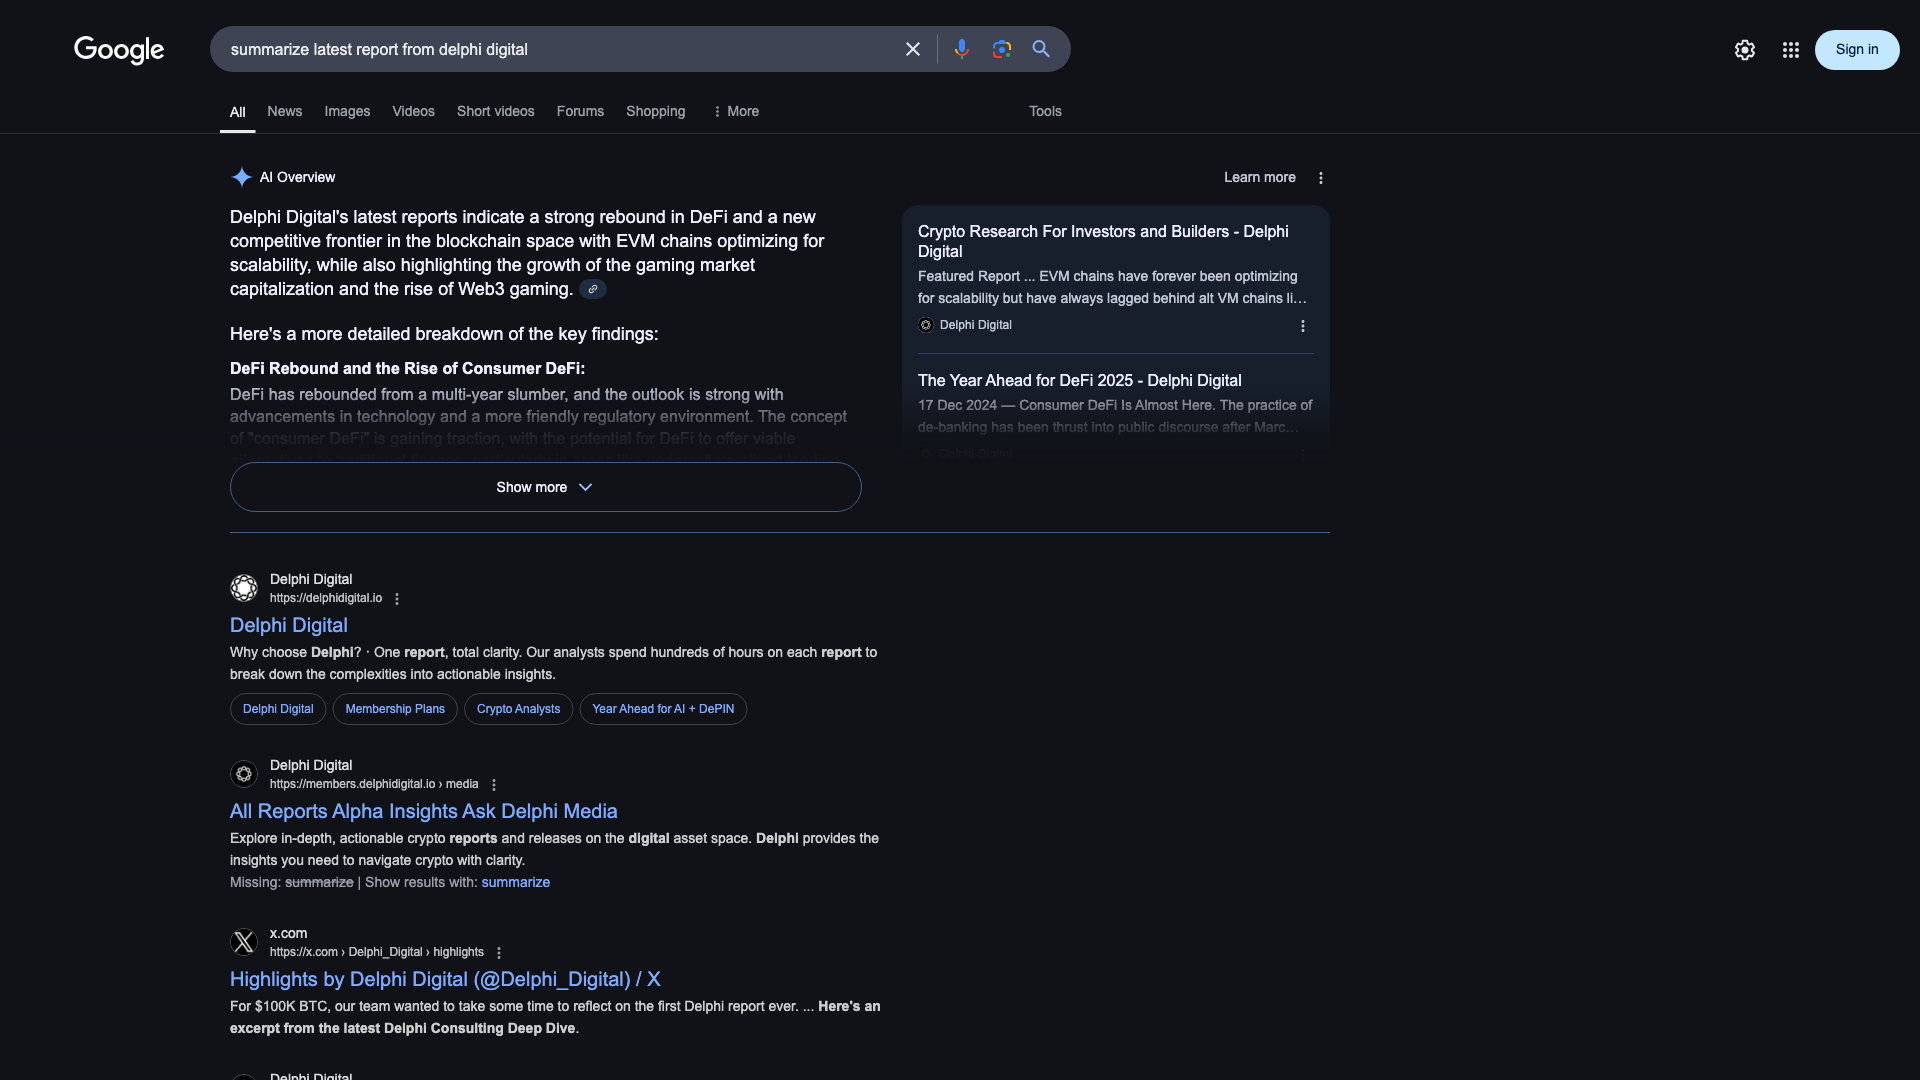 Google
summarize latest report from delphi digital
Sign in
All
News
Images
Videos
Short videos
Forums
Shopping
More
Tools
AI Overview
Learn more
Delphi Digital's latest reports indicate a strong rebound in DeFi and a new
competitive frontier in the blockchain space with EVM chains optimizing for
scalability, while also highlighting the growth of the gaming market
capitalization and the rise of Web3 gaming.
Here's a more detailed breakdown of the key findings:
DeFi Rebound and the Rise of Consumer DeFi:
DeFi has rebounded from a multi-year slumber, and the outlook is strong with
advancements in technology and a more friendly regulatory environment. The concept
of "consumer DeFi" is gaining traction, with the potential for DeFi to offer viable
Show more
Crypto Research For Investors and Builders - Delphi
Digital
Featured Report ... EVM chains have forever been optimizing
for scalability but have always lagged behind alt VM chains li...
Delphi Digital
The Year Ahead for DeFi 2025 - Delphi Digital
17 Dec 2024 — Consumer DeFi Is Almost Here. The practice of
de-banking has been thrust into public discourse after Marc...
Delphi Digital
Delphi Digital
https://delphidigital.io
Delphi Digital
Why choose Delphi? · One report, total clarity. Our analysts spend hundreds of hours on each report to
break down the complexities into actionable insights.
Delphi Digital
Membership Plans
Crypto Analysts
Year Ahead for AI + DePIN
Delphi Digital
https://members.delphidigital.io › media
All Reports Alpha Insights Ask Delphi Media
Explore in-depth, actionable crypto reports and releases on the digital asset space. Delphi provides the
insights you need to navigate crypto with clarity.
Missing: summarize | Show results with: summarize
x.com
https://x.com › Delphi_Digital › highlights
Highlights by Delphi Digital (@Delphi_Digital) / X
For $100K BTC, our team wanted to take some time to reflect on the first Delphi report ever. ... Here's an
excerpt from the latest Delphi Consulting Deep Dive.
Delphi Digital